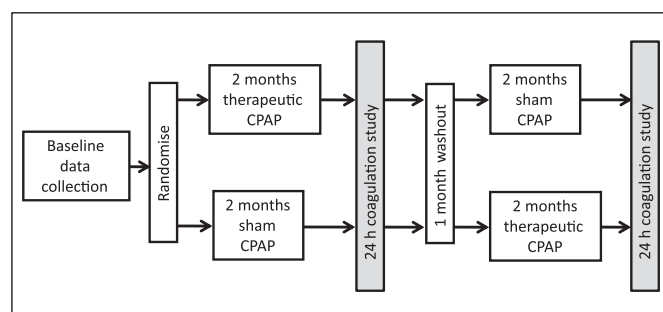 Baseline
data
collection
Randomise
2 months
therapeutic
CPAP
2 months
sham
CPAP
24 h coagulation study
1 month washout
2 months
sham
CPAP
2 months
therapeutic
CPAP
24 h coagulation study